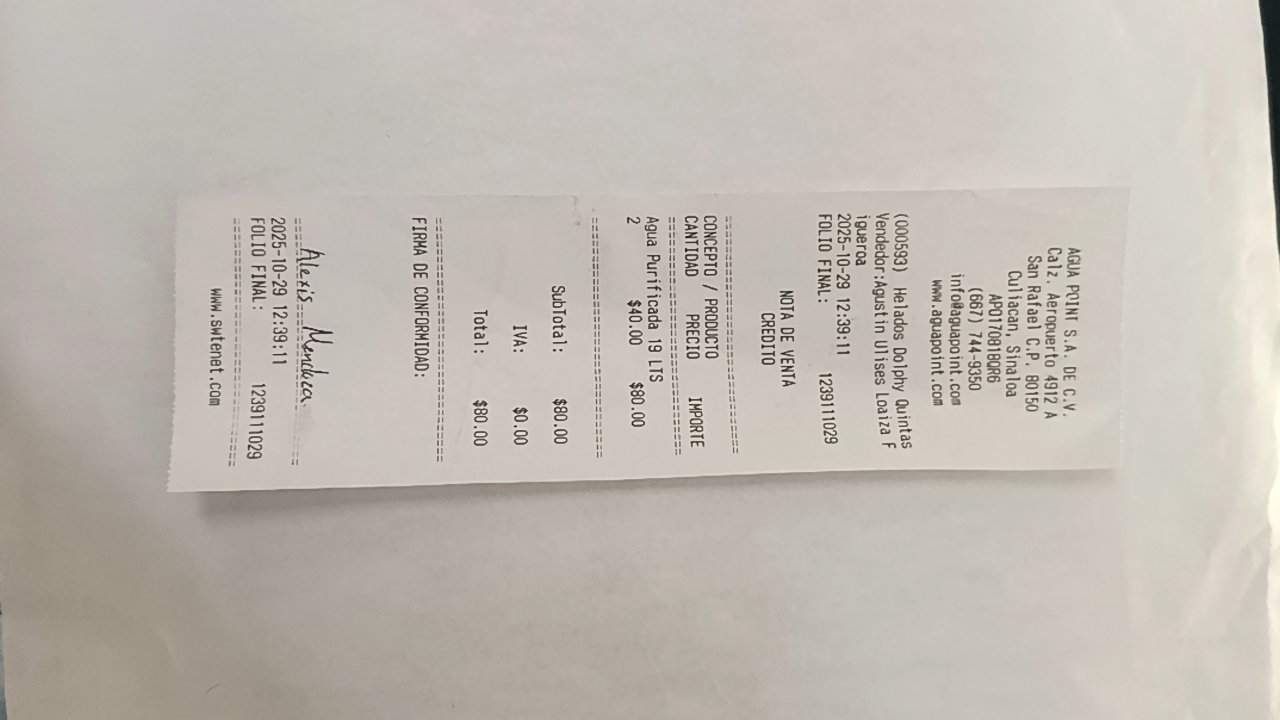 AGUA POINT S.A. DE C.V.
Calz. Aeropuerto 4912 A
San Rafael C.P. 80150
Culiacan, Sinaloa
APO170818QR6
(667) 744-9350
info@aguapoint.com
www.aguapoint.com
(000593) Helados Dolphy Quintas
Vendedor:Agustin Ulises Loaiza F
igueroa
2025-10-29 12:39:11
FOLIO FINAL: 1239111029
NOTA DE VENTA
CREDITO
--------------------------------
CONCEPTO / PRODUCTO
CANTIDAD PRECIO IMPORTE
--------------------------------
Agua Purificada 19 LTS
2 $40.00 $80.00
--------------------------------
SubTotal: $80.00
IVA: $0.00
Total: $80.00
--------------------------------
FIRMA DE CONFORMIDAD:
Alexis Mendoza.
--------------------------------
2025-10-29 12:39:11
FOLIO FINAL: 1239111029
--------------------------------
www.swtenet.com